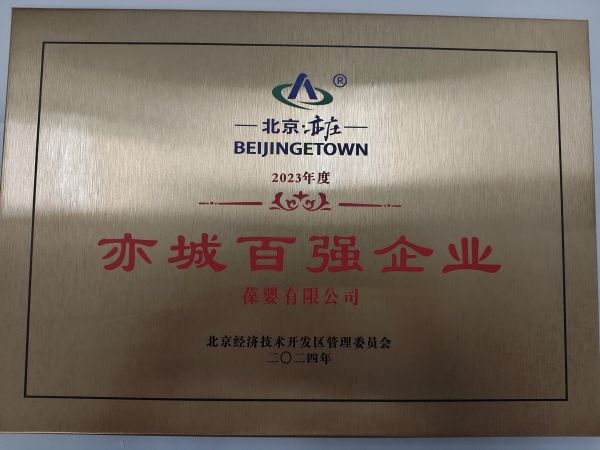 ®
北京·亦庄
BEIJINGETOWN
2023年度
亦城百强企业
葆婴有限公司
北京经济技术开发区管理委员会
二〇二四年